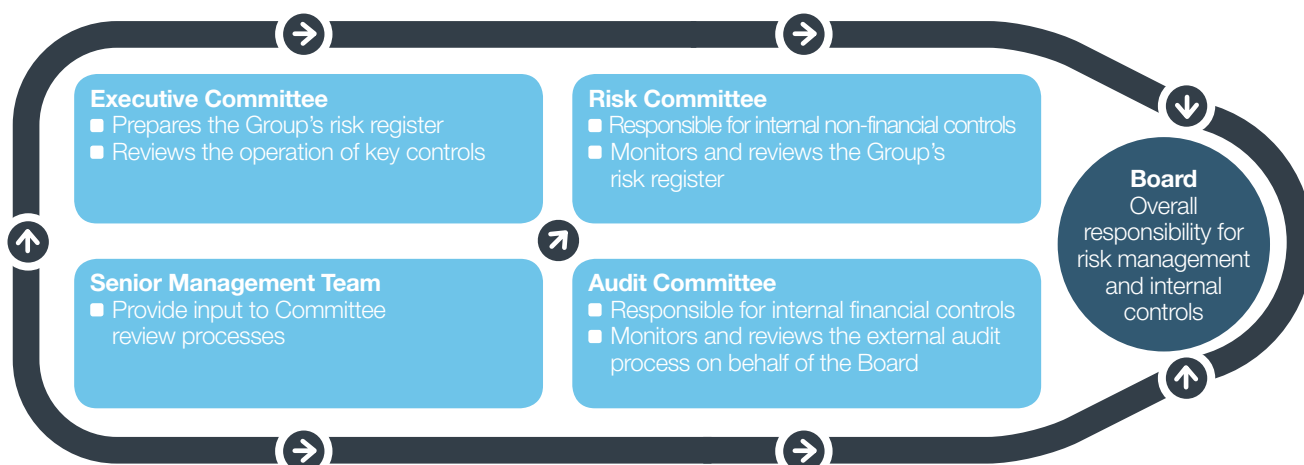 Executive Committee
Prepares the Group's risk register
Reviews the operation of key controls
Risk Committee
Responsible for internal non-financial controls
Monitors and reviews the Group's
risk register
Senior Management Team
Provide input to Committee
review processes
Audit Committee
Responsible for internal financial controls
Monitors and reviews the external audit
process on behalf of the Board
Board
Overall
responsibility for
risk management
and internal
controls